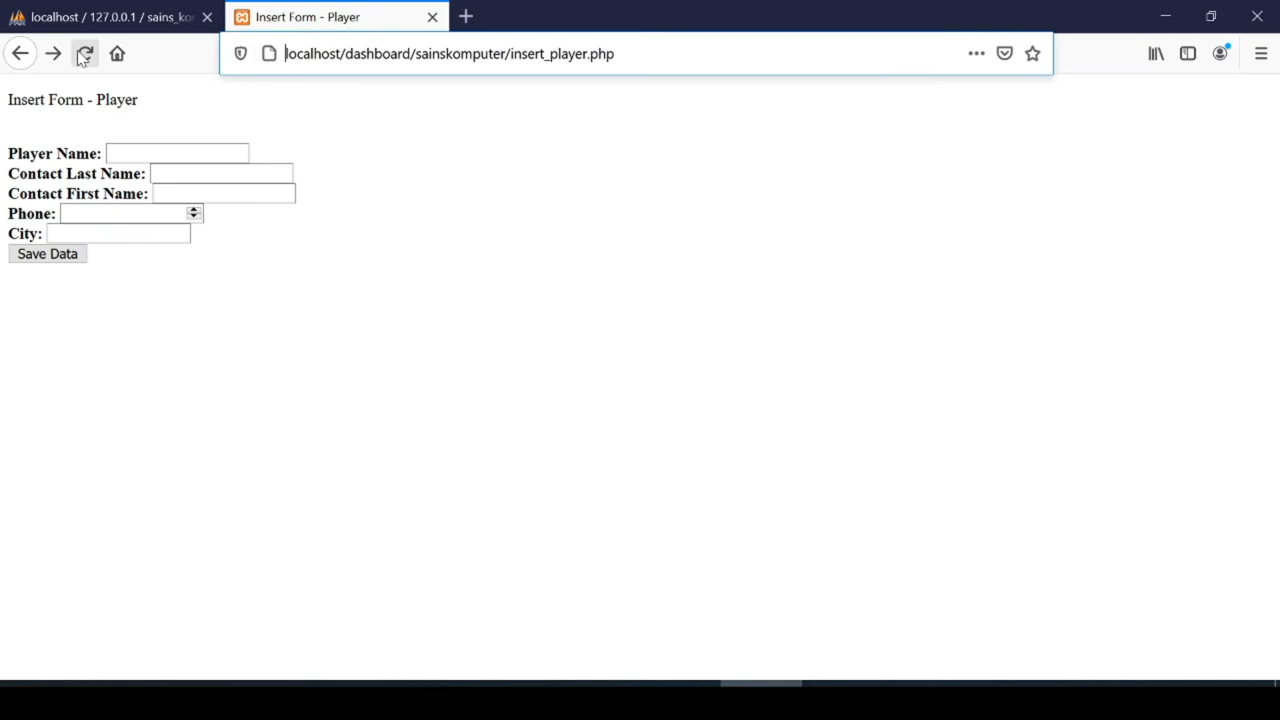 localhost / 127.0.0.1 / sains_ko
Insert Form - Player
localhost/dashboard/sainskomputer/insert_player.php
Insert Form - Player
Player Name:
Contact Last Name:
Contact First Name:
Phone:
City:
Save Data